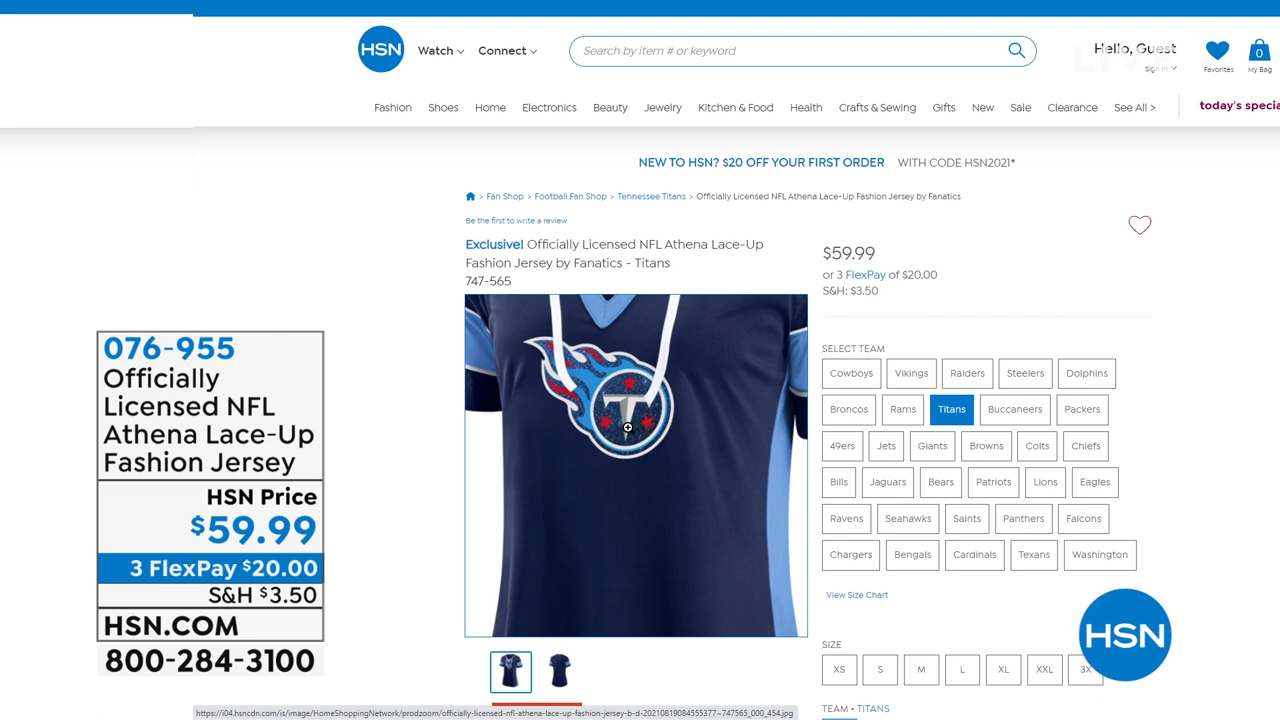 HSN
Watch
Connect
Search by item # or keyword
Hello, Guest
Sign In
Favorites
0
My Bag
Fashion
Shoes
Home
Electronics
Beauty
Jewelry
Kitchen & Food
Health
Crafts & Sewing
Gifts
New
Sale
Clearance
See All >
today's specia
NEW TO HSN? $20 OFF YOUR FIRST ORDER WITH CODE HSN2021*
> Fan Shop > Football Fan Shop > Tennessee Titans > Officially Licensed NFL Athena Lace-Up Fashion Jersey by Fanatics
Be the first to write a review
Exclusive! Officially Licensed NFL Athena Lace-Up
Fashion Jersey by Fanatics - Titans
747-565
T
$59.99
or 3 FlexPay of $20.00
S&H: $3.50
SELECT TEAM
Cowboys
Vikings
Raiders
Steelers
Dolphins
Broncos
Rams
Titans
Buccaneers
Packers
49ers
Jets
Giants
Browns
Colts
Chiefs
Bills
Jaguars
Bears
Patriots
Lions
Eagles
Ravens
Seahawks
Saints
Panthers
Falcons
Chargers
Bengals
Cardinals
Texans
Washington
View Size Chart
SIZE
XS
S
M
L
XL
XXL
3X
TEAM • TITANS
HSN
076-955
Officially
Licensed NFL
Athena Lace-Up
Fashion Jersey
HSN Price
$59.99
3 FlexPay $20.00
S&H $3.50
HSN.COM
800-284-3100
https://i04.hsncdn.com/is/image/HomeShoppingNetwork/prodzoom/officially-licensed-nfl-athena-lace-up-fashion-jersey-b-d-20210819084555377~747565_000_454.jpg